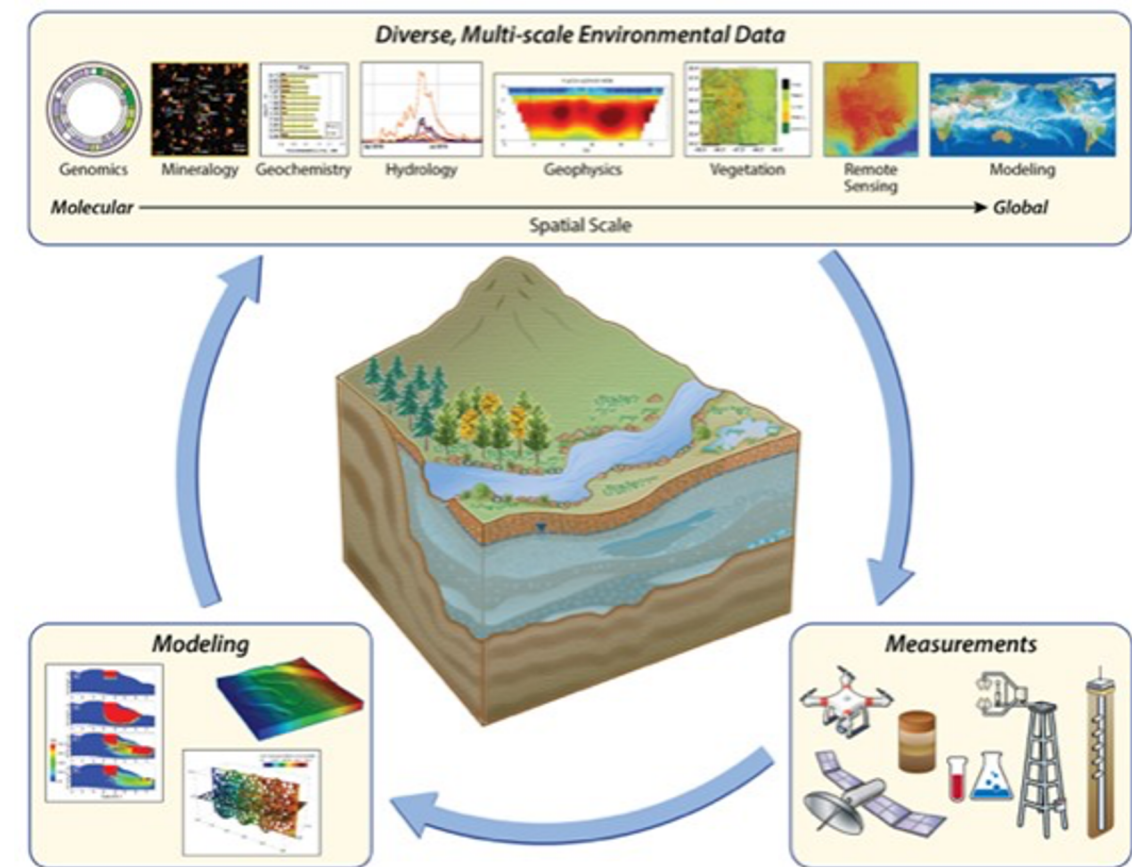 Diverse, Multi-scale Environmental Data
Genomics
Mineralogy
Geochemistry
Hydrology
Geophysics
Vegetation
Remote
Sensing
Modeling
Molecular
Global
Spatial Scale
Modeling
Measurements